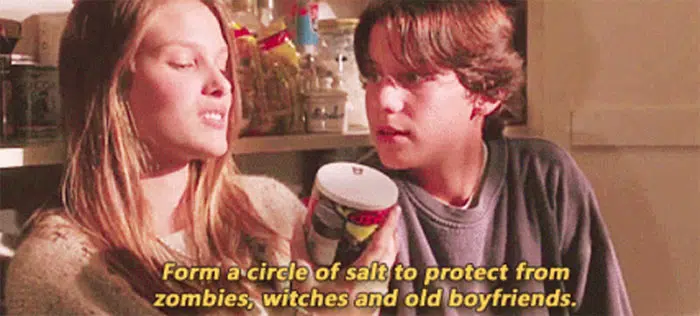 Form a circle of salt to protect from
zombies, witches and old boyfriends.